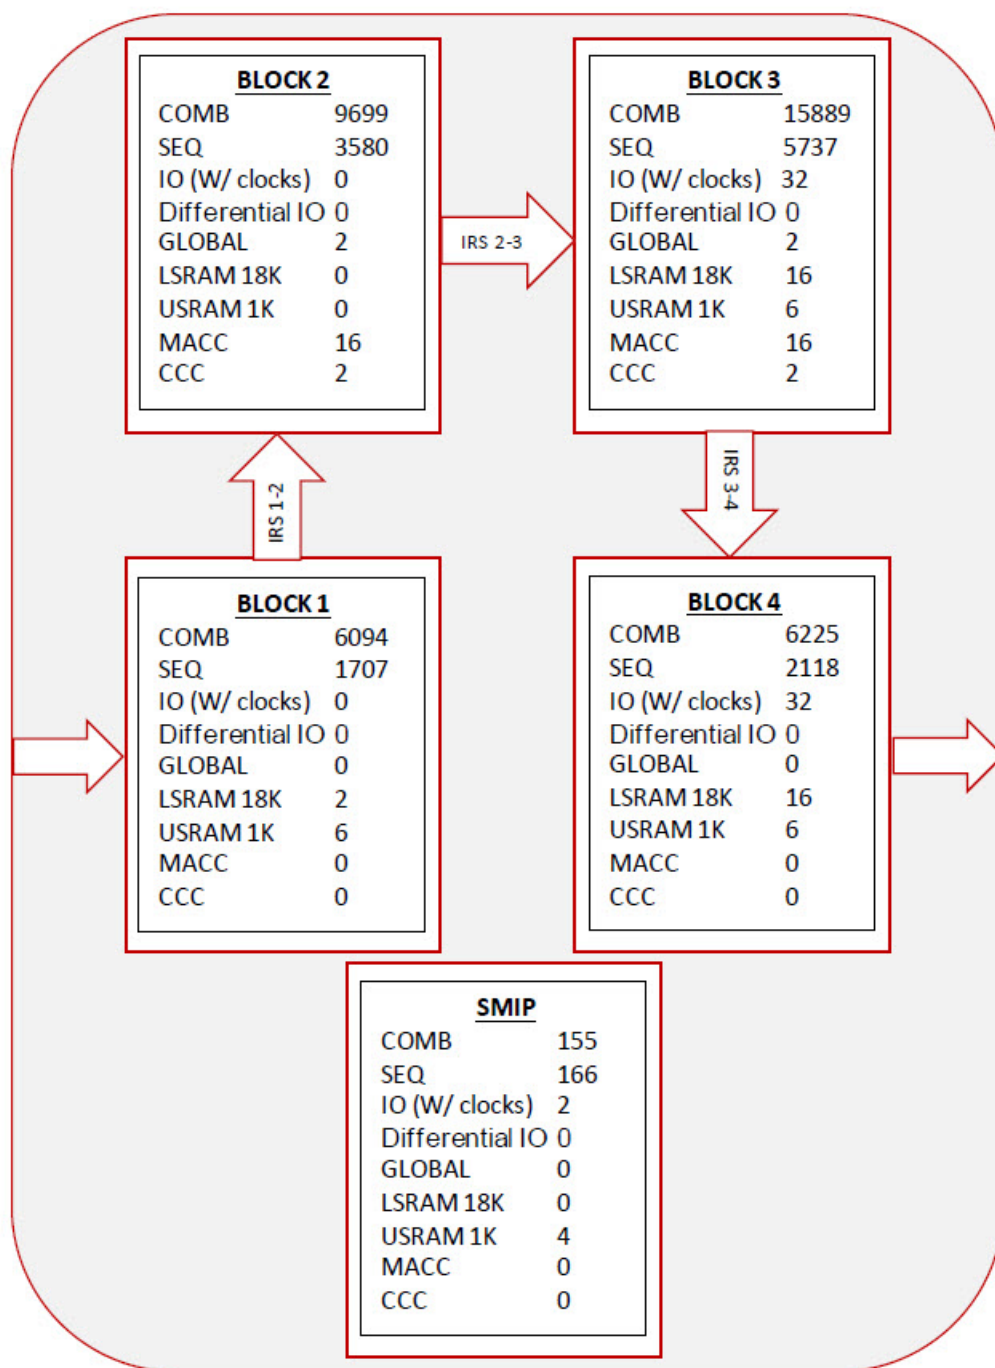 BLOCK 2
COMB 9699
SEQ 3580
IO (W/ clocks) 0
Differential IO 0
GLOBAL 2
LSRAM 18K 0
USRAM 1K 0
MACC 16
CCC 2
IRS 2-3
BLOCK 3
COMB 15889
SEQ 5737
IO (W/ clocks) 32
Differential IO 0
GLOBAL 2
LSRAM 18K 16
USRAM 1K 6
MACC 16
CCC 2
IRS 1-2
IRS 3-4
BLOCK 1
COMB 6094
SEQ 1707
IO (W/ clocks) 0
Differential IO 0
GLOBAL 0
LSRAM 18K 2
USRAM 1K 6
MACC 0
CCC 0
BLOCK 4
COMB 6225
SEQ 2118
IO (W/ clocks) 32
Differential IO 0
GLOBAL 0
LSRAM 18K 16
USRAM 1K 6
MACC 0
CCC 0
SMIP
COMB 155
SEQ 166
IO (W/ clocks) 2
Differential IO 0
GLOBAL 0
LSRAM 18K 0
USRAM 1K 4
MACC 0
CCC 0